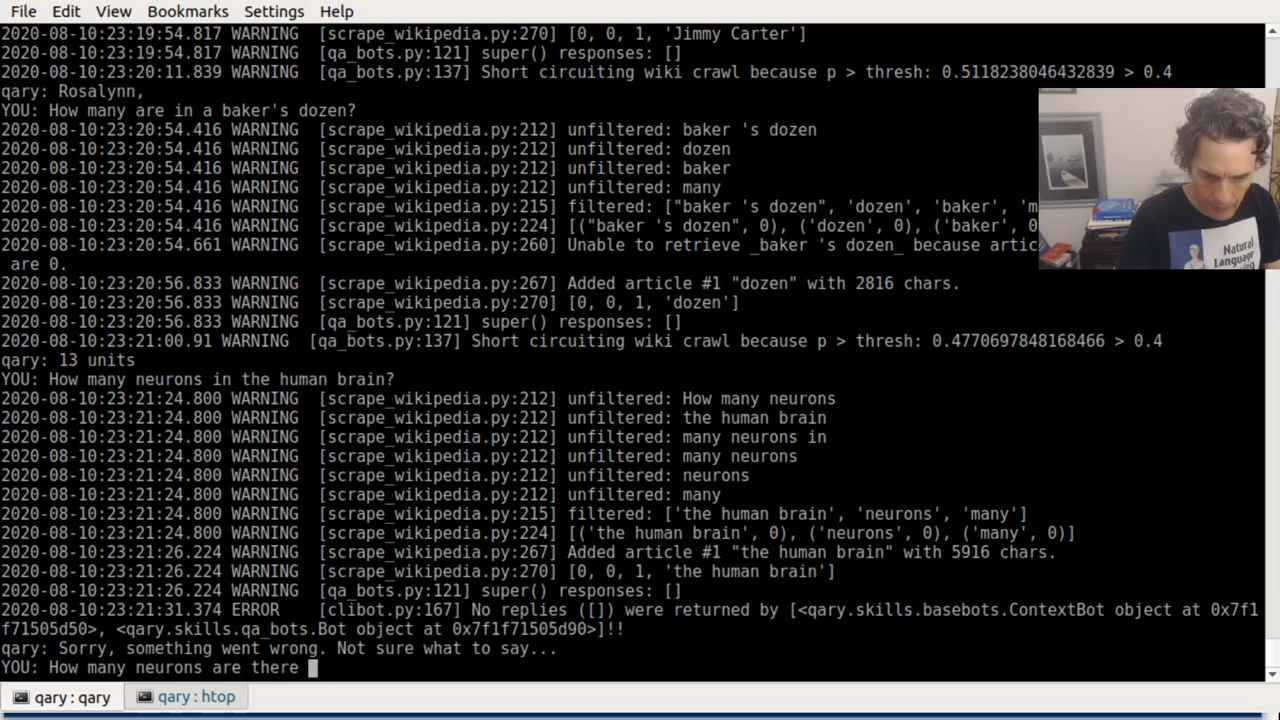 File Edit View Bookmarks Settings Help
2020-08-10:23:19:54.817 WARNING [scrape_wikipedia.py:270] [0, 0, 1, 'Jimmy Carter']
2020-08-10:23:19:54.817 WARNING [qa_bots.py:121] super() responses: []
2020-08-10:23:20:11.839 WARNING [qa_bots.py:137] Short circuiting wiki crawl because p > thresh: 0.5118238046432839 > 0.4
qary: Rosalynn,
YOU: How many are in a baker's dozen?
2020-08-10:23:20:54.416 WARNING [scrape_wikipedia.py:212] unfiltered: baker 's dozen
2020-08-10:23:20:54.416 WARNING [scrape_wikipedia.py:212] unfiltered: dozen
2020-08-10:23:20:54.416 WARNING [scrape_wikipedia.py:212] unfiltered: baker
2020-08-10:23:20:54.416 WARNING [scrape_wikipedia.py:212] unfiltered: many
2020-08-10:23:20:54.416 WARNING [scrape_wikipedia.py:215] filtered: ["baker 's dozen", 'dozen', 'baker', 'm
2020-08-10:23:20:54.416 WARNING [scrape_wikipedia.py:224] [("baker 's dozen", 0), ('dozen', 0), ('baker', 0
2020-08-10:23:20:54.661 WARNING [scrape_wikipedia.py:260] Unable to retrieve _baker 's dozen_ because artic
are 0.
2020-08-10:23:20:56.833 WARNING [scrape_wikipedia.py:267] Added article #1 "dozen" with 2816 chars.
2020-08-10:23:20:56.833 WARNING [scrape_wikipedia.py:270] [0, 0, 1, 'dozen']
2020-08-10:23:20:56.833 WARNING [qa_bots.py:121] super() responses: []
2020-08-10:23:21:00.91 WARNING [qa_bots.py:137] Short circuiting wiki crawl because p > thresh: 0.4770697848168466 > 0.4
qary: 13 units
YOU: How many neurons in the human brain?
2020-08-10:23:21:24.800 WARNING [scrape_wikipedia.py:212] unfiltered: How many neurons
2020-08-10:23:21:24.800 WARNING [scrape_wikipedia.py:212] unfiltered: the human brain
2020-08-10:23:21:24.800 WARNING [scrape_wikipedia.py:212] unfiltered: many neurons in
2020-08-10:23:21:24.800 WARNING [scrape_wikipedia.py:212] unfiltered: many neurons
2020-08-10:23:21:24.800 WARNING [scrape_wikipedia.py:212] unfiltered: neurons
2020-08-10:23:21:24.800 WARNING [scrape_wikipedia.py:212] unfiltered: many
2020-08-10:23:21:24.800 WARNING [scrape_wikipedia.py:215] filtered: ['the human brain', 'neurons', 'many']
2020-08-10:23:21:24.800 WARNING [scrape_wikipedia.py:224] [('the human brain', 0), ('neurons', 0), ('many', 0)]
2020-08-10:23:21:26.224 WARNING [scrape_wikipedia.py:267] Added article #1 "the human brain" with 5916 chars.
2020-08-10:23:21:26.224 WARNING [scrape_wikipedia.py:270] [0, 0, 1, 'the human brain']
2020-08-10:23:21:26.224 WARNING [qa_bots.py:121] super() responses: []
2020-08-10:23:21:31.374 ERROR [clibot.py:167] No replies ([]) were returned by [<qary.skills.basebots.ContextBot object at 0x7f1
f71505d50>, <qary.skills.qa_bots.Bot object at 0x7f1f71505d90>]!!
qary: Sorry, something went wrong. Not sure what to say...
YOU: How many neurons are there
qary : qary qary : htop
Natural
Language